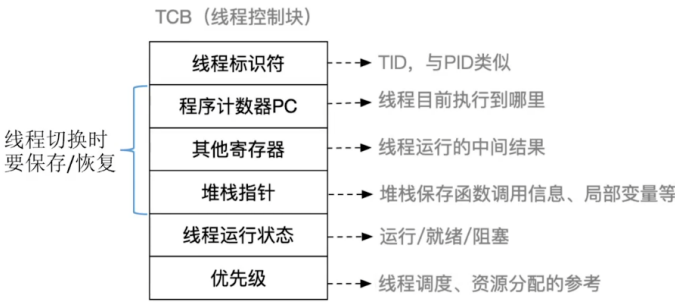 TCB（线程控制块）
线程标识符
TID，与PID类似
程序计数器PC
线程目前执行到哪里
线程切换时
要保存/恢复
其他寄存器
线程运行的中间结果
堆栈指针
堆栈保存函数调用信息、局部变量等
线程运行状态
运行/就绪/阻塞
优先级
线程调度、资源分配的参考